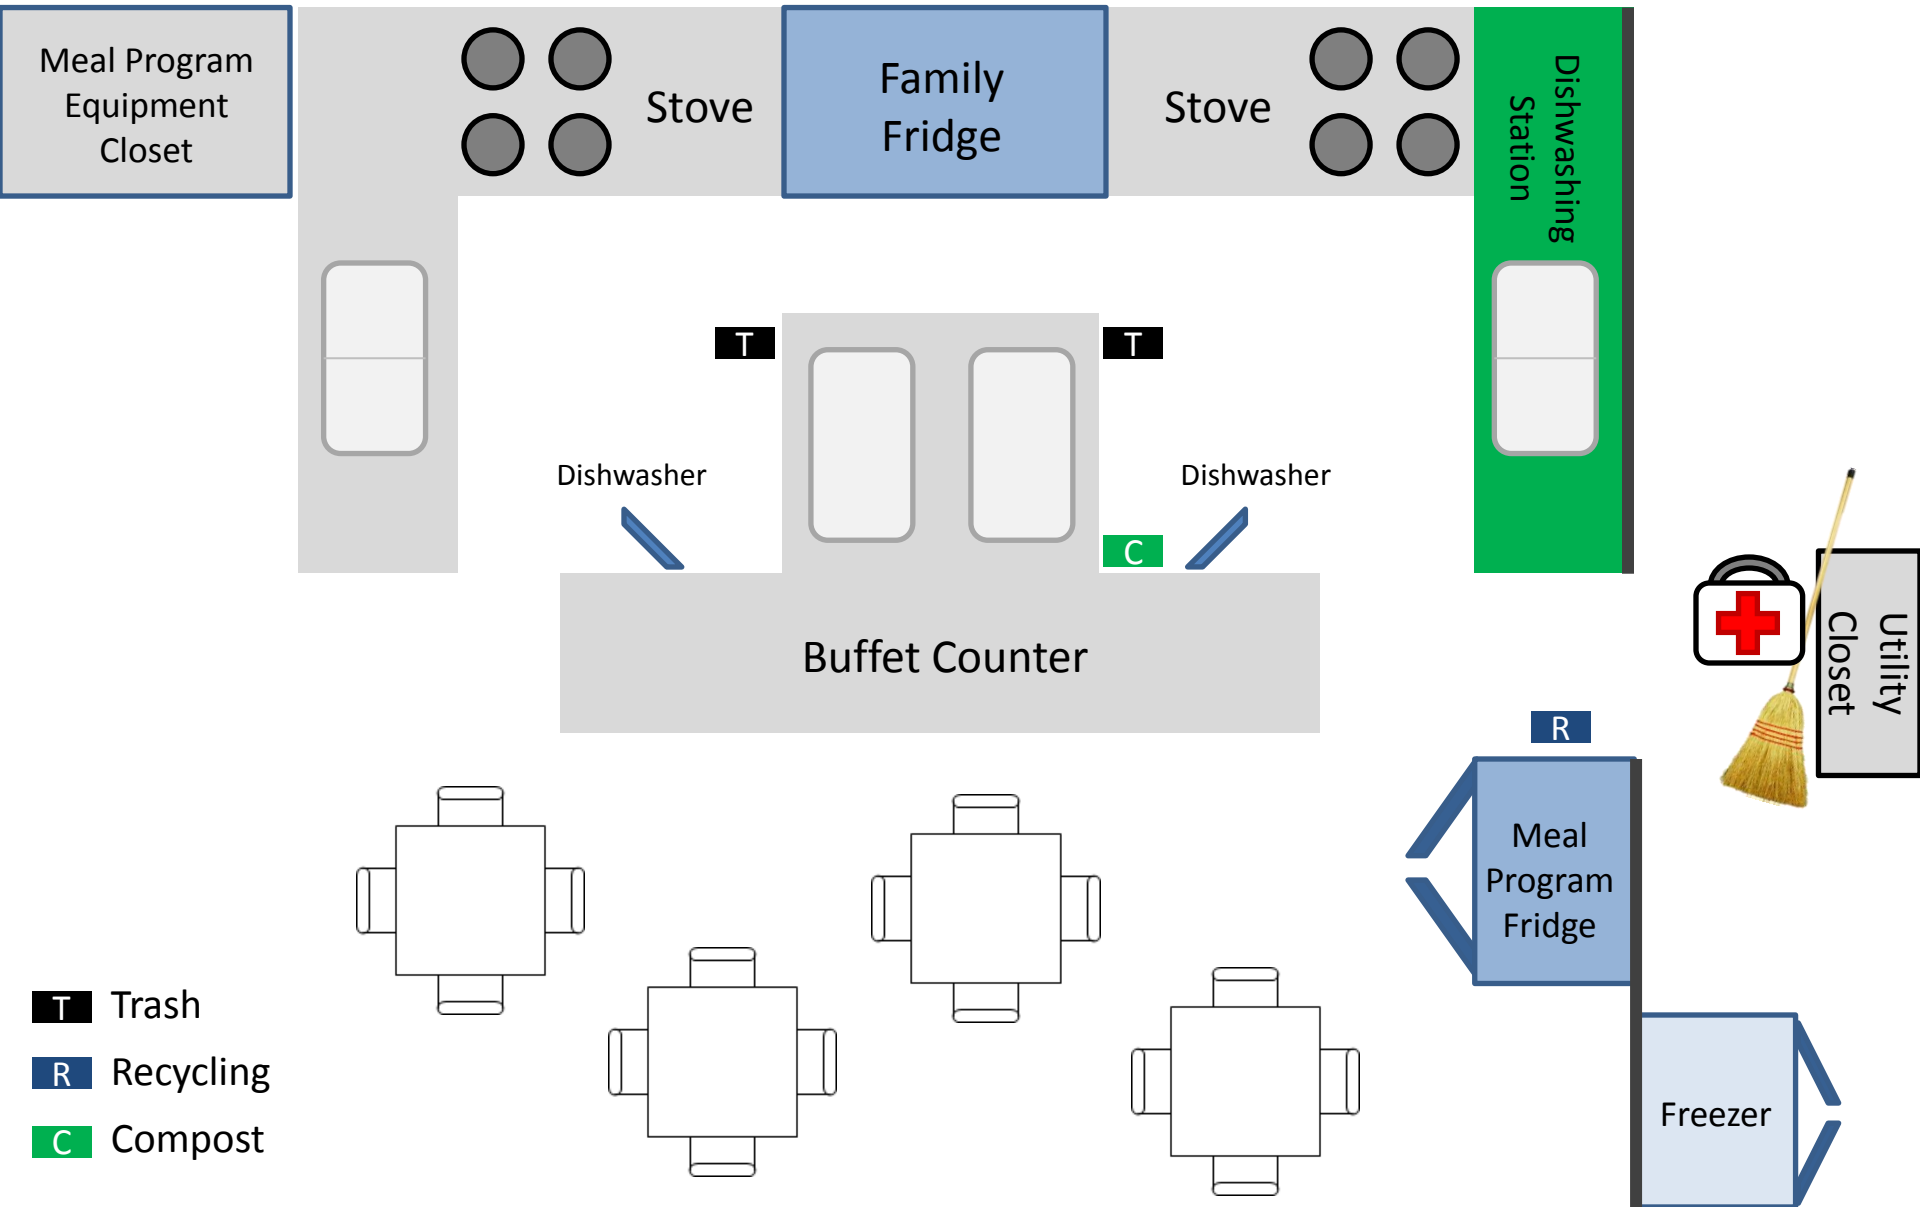 Meal Program
Equipment
Closet
Stove
Family
Fridge
Stove
Dishwashing
Station
T
T
Dishwasher
Dishwasher
C
Buffet Counter
Utility
Closet
R
Meal
Program
Fridge
Freezer
T Trash
R Recycling
C Compost